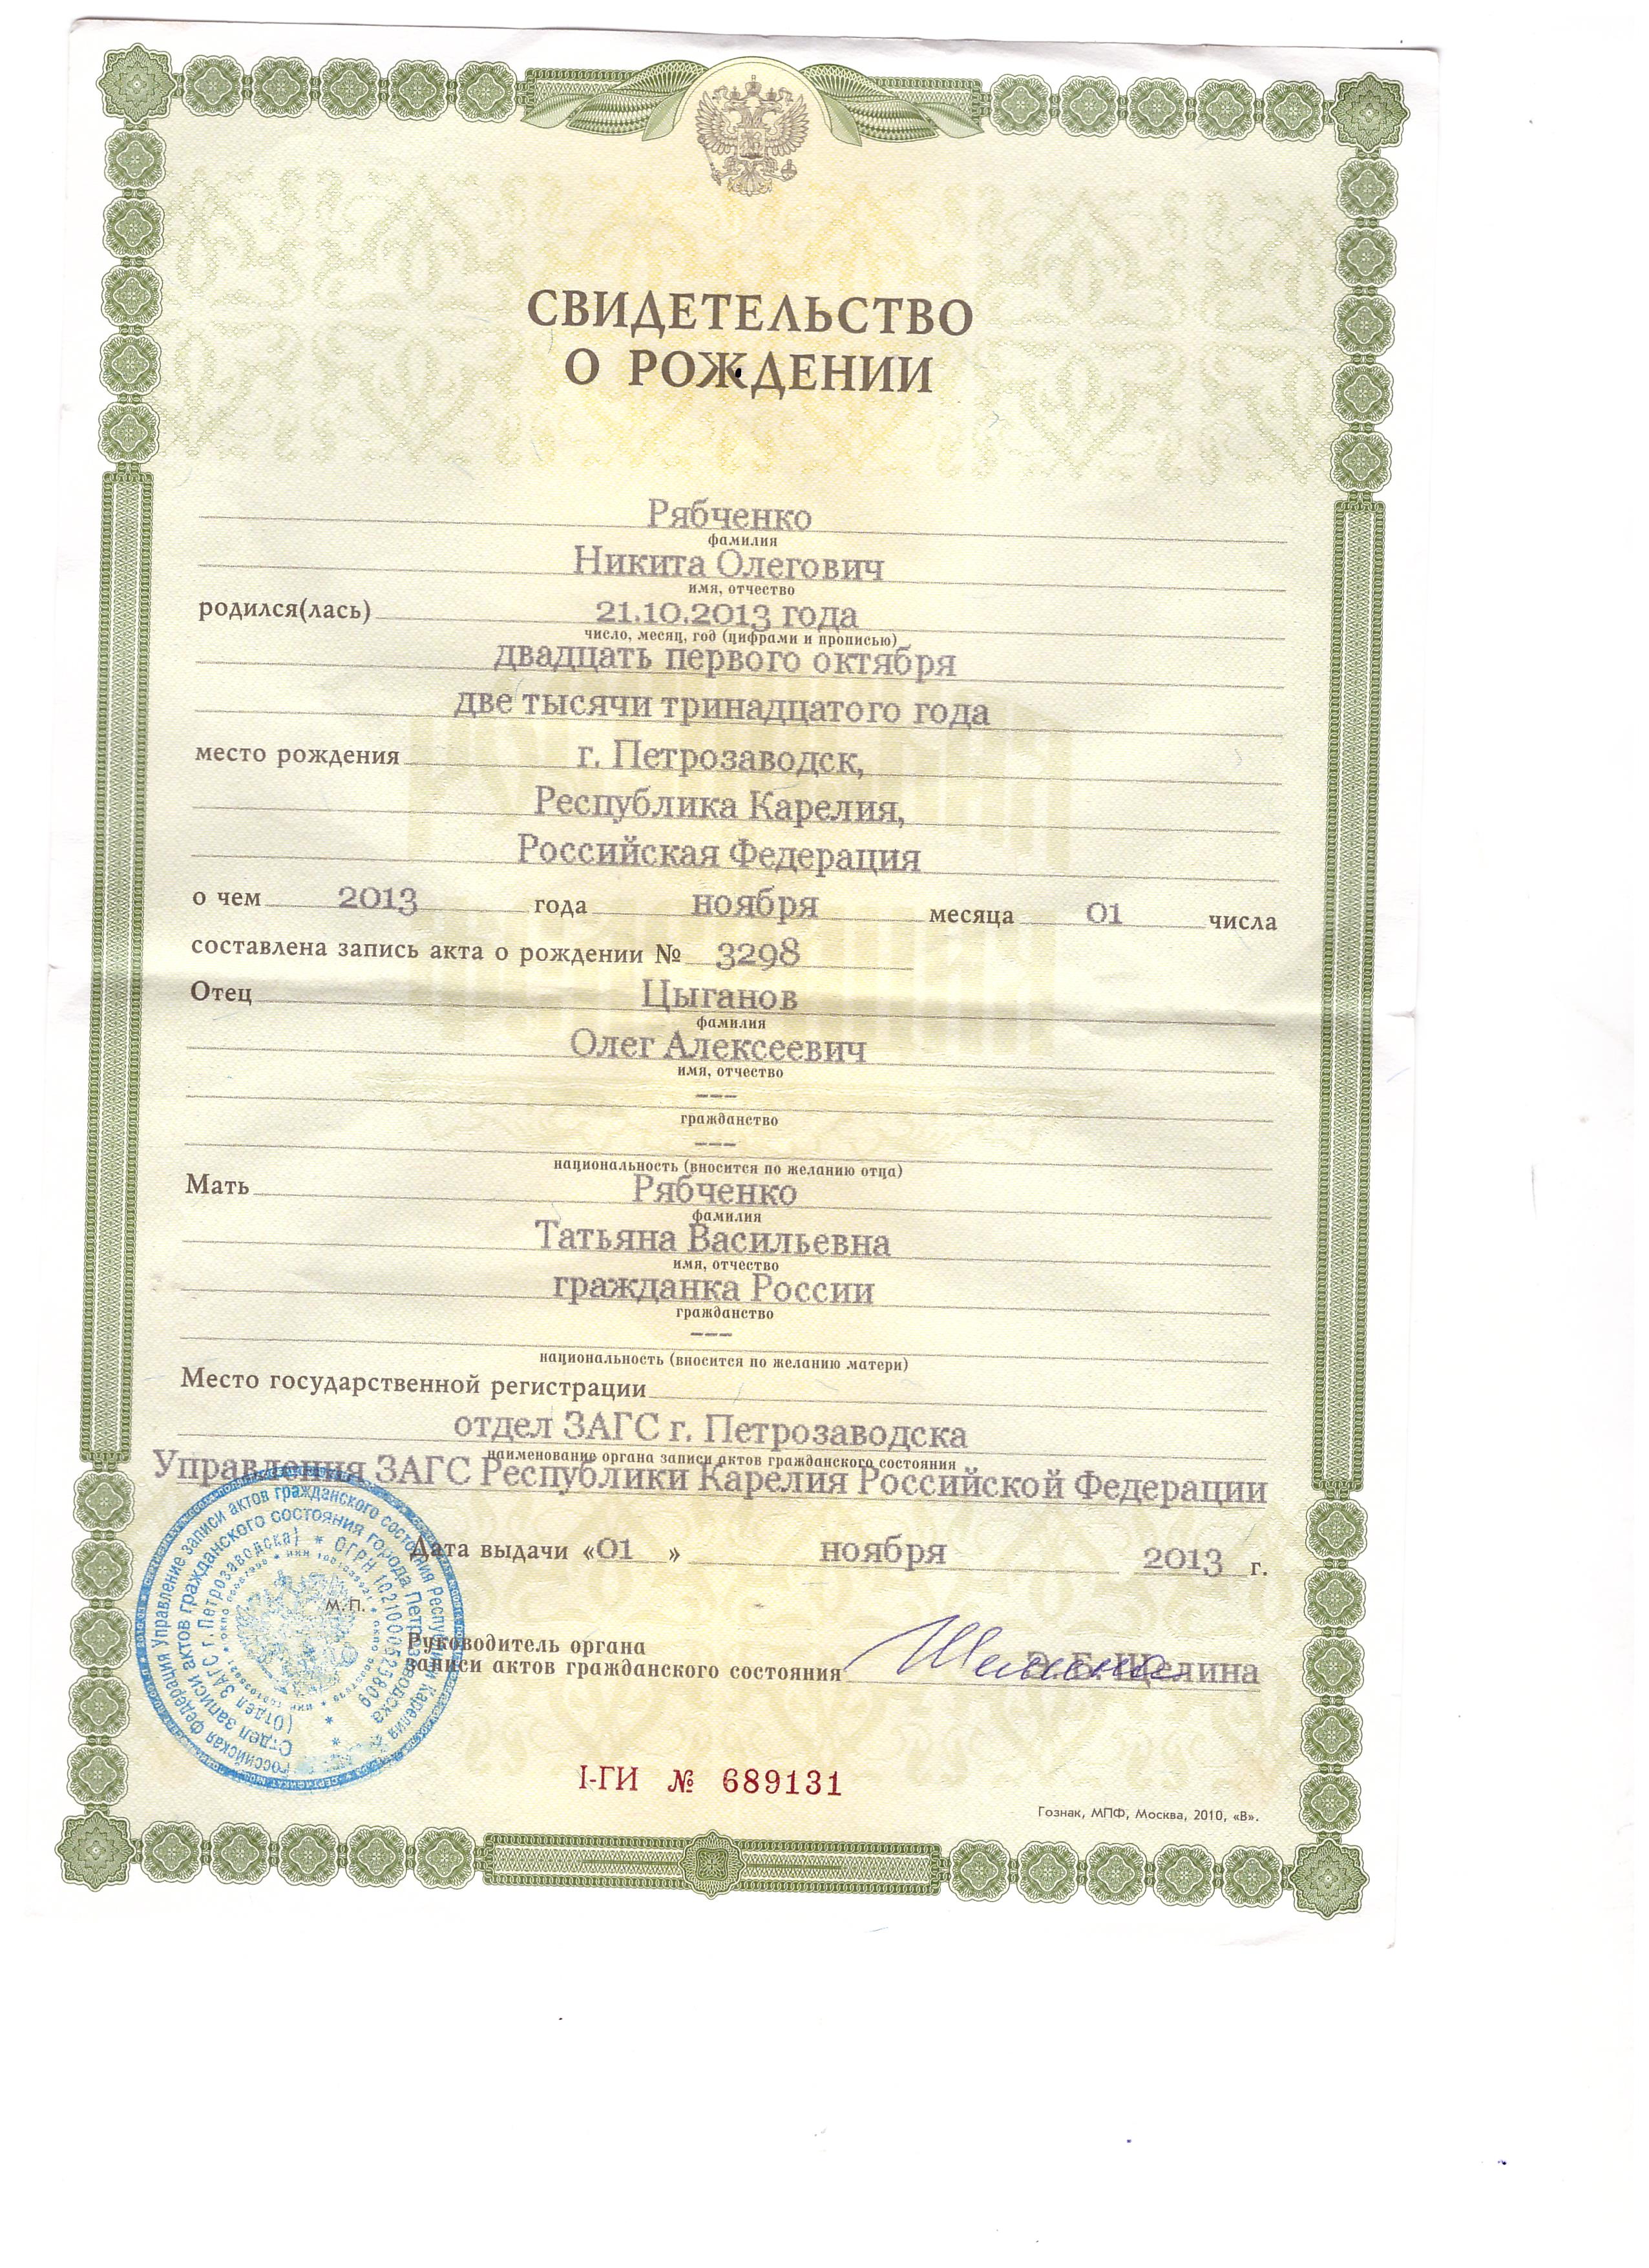 СВИДЕТЕЛЬСТВО
О РОЖДЕНИИ
Рябченко
фамилия
Никита Олегович
имя, отчество
родился(лась) 21.10.2013 года
число, месяц, год (цифрами и прописью)
двадцать первого октября
две тысячи тринадцатого года
место рождения г. Петрозаводск,
Республика Карелия,
Российская Федерация
о чем 2013 года ноября месяца 01 числа
составлена запись акта о рождении № 3298
Отец Цыганов
фамилия
Олег Алексеевич
имя, отчество
---
гражданство
---
национальность (вносится по желанию отца)
Мать Рябченко
фамилия
Татьяна Васильевна
имя, отчество
гражданка России
гражданство
---
национальность (вносится по желанию матери)
Место государственной регистрации
отдел ЗАГС г. Петрозаводска
наименование органа записи актов гражданского состояния
Управления ЗАГС Республики Карелия Российской Федерации
Дата выдачи «01 » ноября 2013 г.
М.П.
Руководитель органа
записи актов гражданского состояния Щелина
Российская Федерация Управление записи актов гражданского состояния Республики Карелия
Отдел записи актов гражданского состояния города Петрозаводска
(Отдел ЗАГС г. Петрозаводска) * ОГРН 1021000525809 *
I-ГИ № 689131
Гознак, МПФ, Москва, 2010, «В».